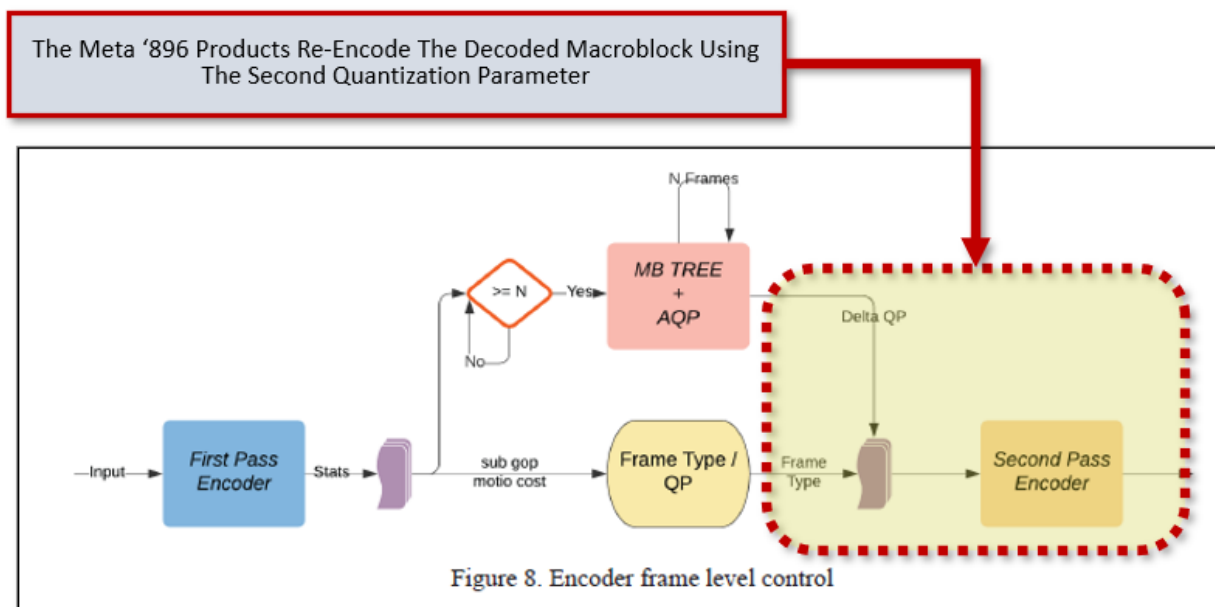 The Meta ‘896 Products Re-Encode The Decoded Macroblock Using
The Second Quantization Parameter
N Frames
MB TREE
+
AQP
>= N
Yes
No
Delta QP
Input
First Pass
Encoder
Stats
sub gop
motio cost
Frame Type /
QP
Frame
Type
Second Pass
Encoder
Figure 8. Encoder frame level control